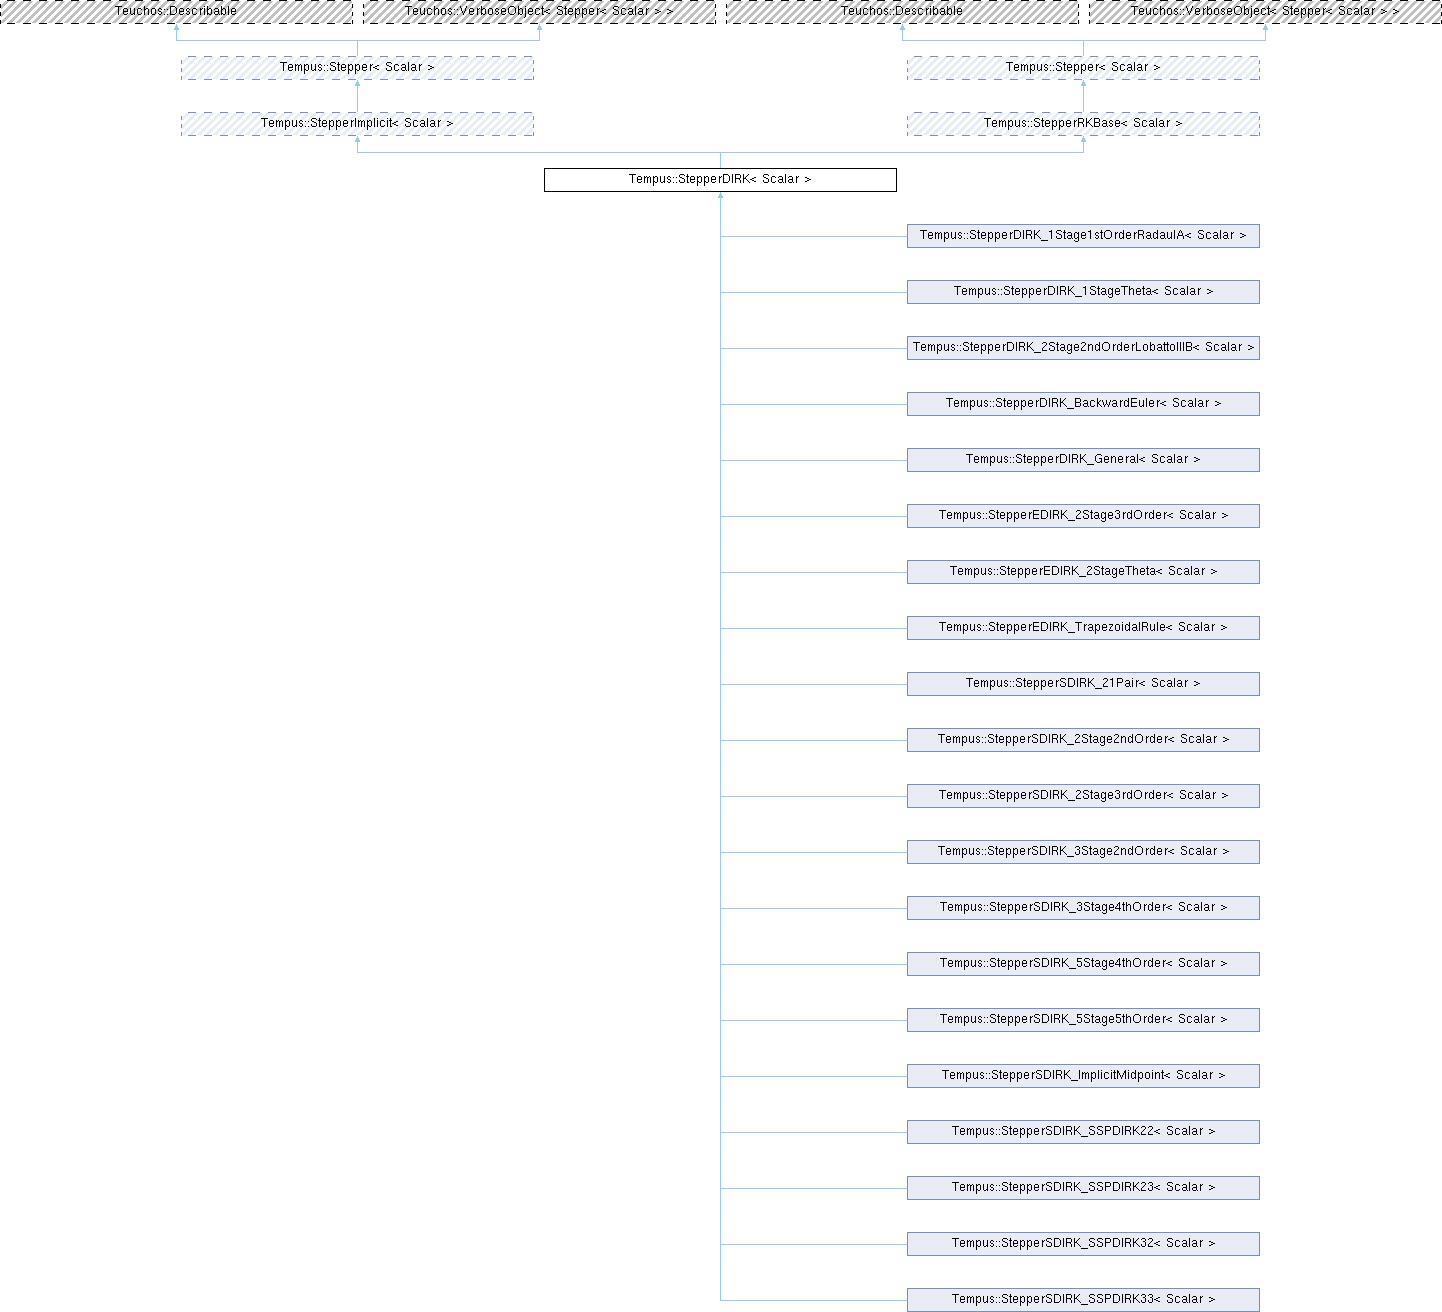 Teuchos::Describable
Teuchos::VerboseObject< Stepper< Scalar > >
Teuchos::Describable
Teuchos::VerboseObject< Stepper< Scalar > >
Tempus::Stepper< Scalar >
Tempus::Stepper< Scalar >
Tempus::StepperImplicit< Scalar >
Tempus::StepperRKBase< Scalar >
Tempus::StepperDIRK< Scalar >
Tempus::StepperDIRK_1Stage1stOrderRadauIA< Scalar >
Tempus::StepperDIRK_1StageTheta< Scalar >
Tempus::StepperDIRK_2Stage2ndOrderLobattoIIIB< Scalar >
Tempus::StepperDIRK_BackwardEuler< Scalar >
Tempus::StepperDIRK_General< Scalar >
Tempus::StepperEDIRK_2Stage3rdOrder< Scalar >
Tempus::StepperEDIRK_2StageTheta< Scalar >
Tempus::StepperEDIRK_TrapezoidalRule< Scalar >
Tempus::StepperSDIRK_21Pair< Scalar >
Tempus::StepperSDIRK_2Stage2ndOrder< Scalar >
Tempus::StepperSDIRK_2Stage3rdOrder< Scalar >
Tempus::StepperSDIRK_3Stage2ndOrder< Scalar >
Tempus::StepperSDIRK_3Stage4thOrder< Scalar >
Tempus::StepperSDIRK_5Stage4thOrder< Scalar >
Tempus::StepperSDIRK_5Stage5thOrder< Scalar >
Tempus::StepperSDIRK_ImplicitMidpoint< Scalar >
Tempus::StepperSDIRK_SSPDIRK22< Scalar >
Tempus::StepperSDIRK_SSPDIRK23< Scalar >
Tempus::StepperSDIRK_SSPDIRK32< Scalar >
Tempus::StepperSDIRK_SSPDIRK33< Scalar >